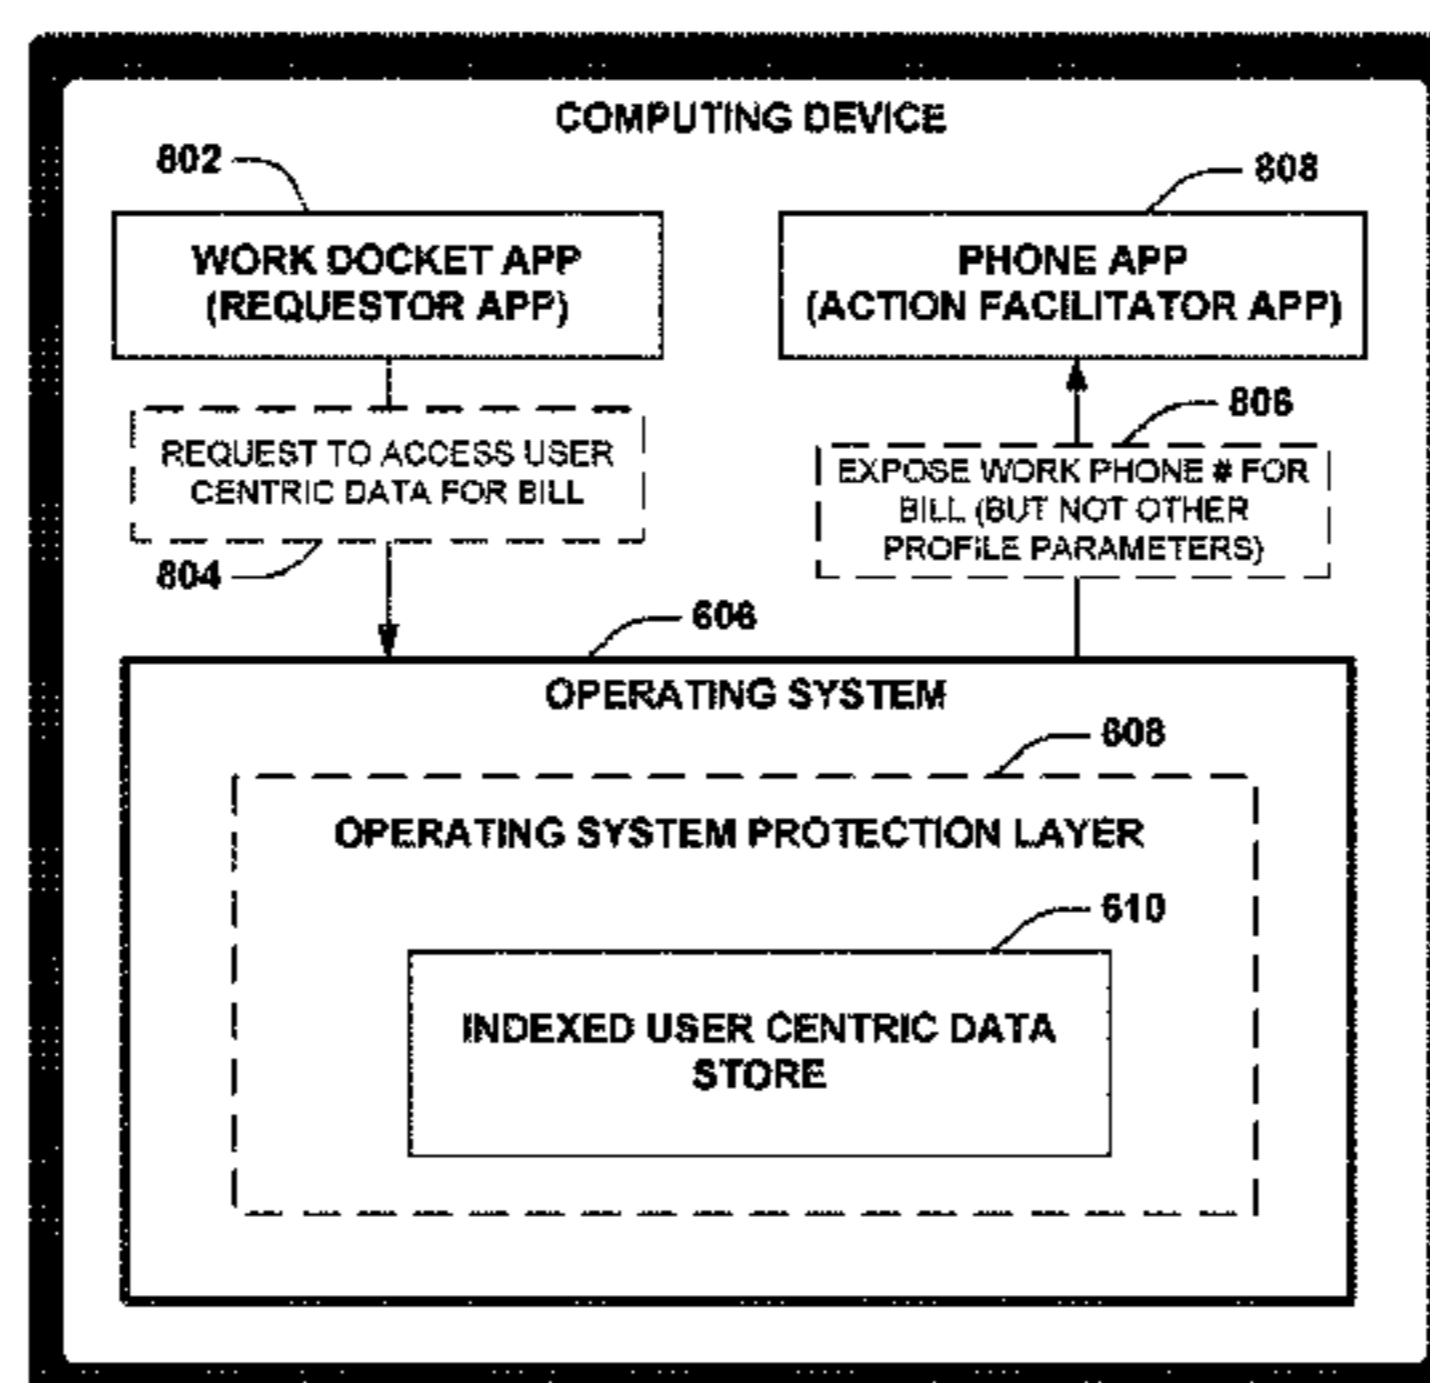 COMPUTING DEVICE
802
808
WORK DOCKET APP
(REQUESTOR APP)
PHONE APP
(ACTION FACILITATOR APP)
806
REQUEST TO ACCESS USER
CENTRIC DATA FOR BILL
EXPOSE WORK PHONE # FOR
BILL (BUT NOT OTHER
PROFILE PARAMETERS)
804
606
OPERATING SYSTEM
608
OPERATING SYSTEM PROTECTION LAYER
610
INDEXED USER CENTRIC DATA
STORE